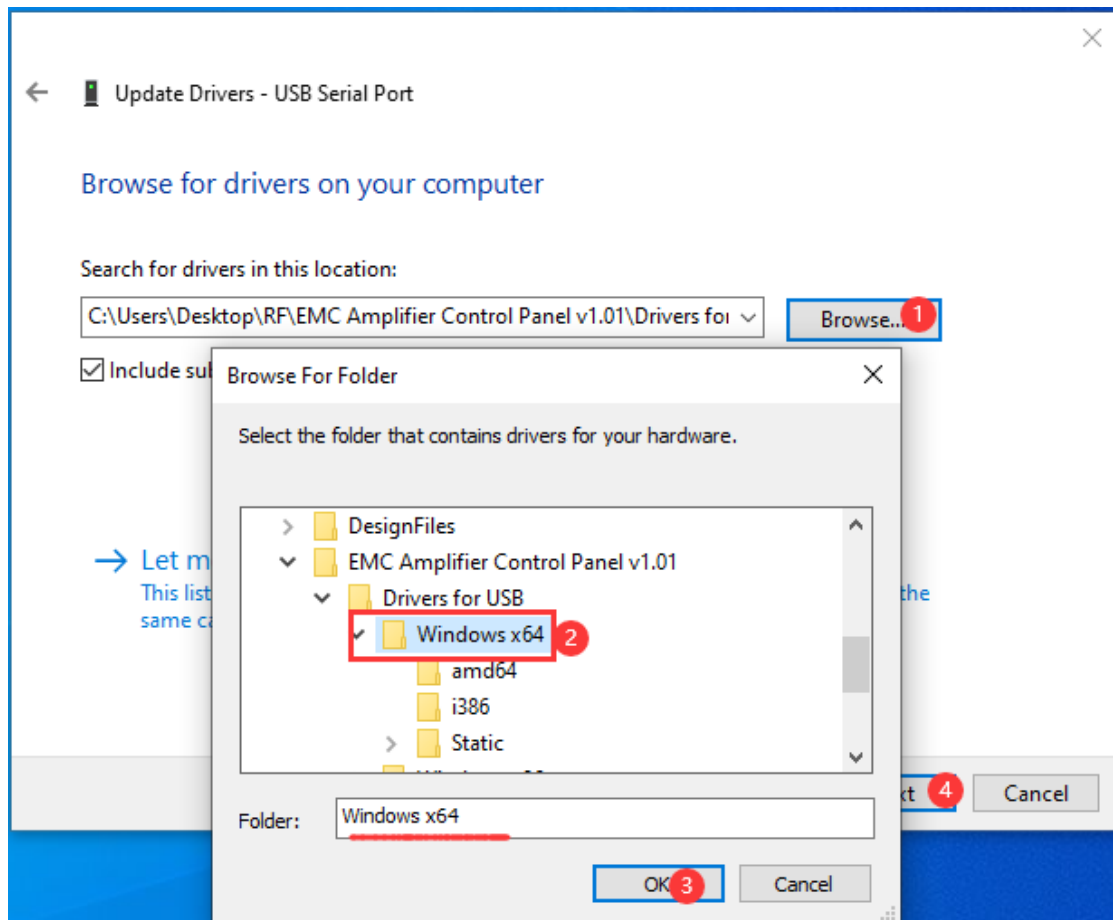 Update Drivers - USB Serial Port
Browse for drivers on your computer
Search for drivers in this location:
C:\Users\Desktop\RF\EMC Amplifier Control Panel v1.01\Drivers for
Browse... 1
Include
Browse For Folder
Select the folder that contains drivers for your hardware.
DesignFiles
EMC Amplifier Control Panel v1.01
Drivers for USB
Windows x64 2
amd64
i386
Static
Let
This list
the
same
Folder: Windows x64
4
Cancel
OK 3
Cancel